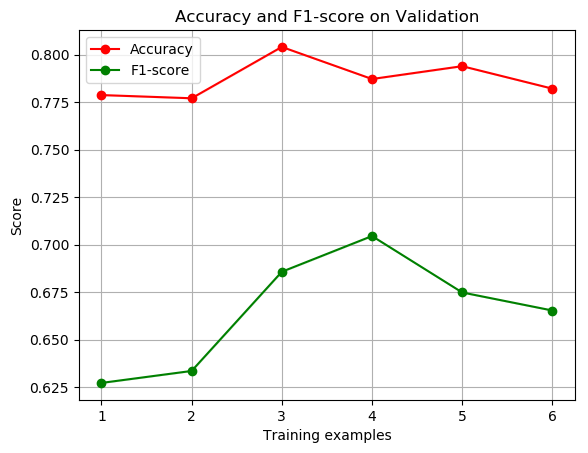 Accuracy and F1-score on Validation
Accuracy
F1-score
0.800
0.775
0.750
0.725
0.700
0.675
0.650
0.625
Score
1 2 3 4 5 6
Training examples